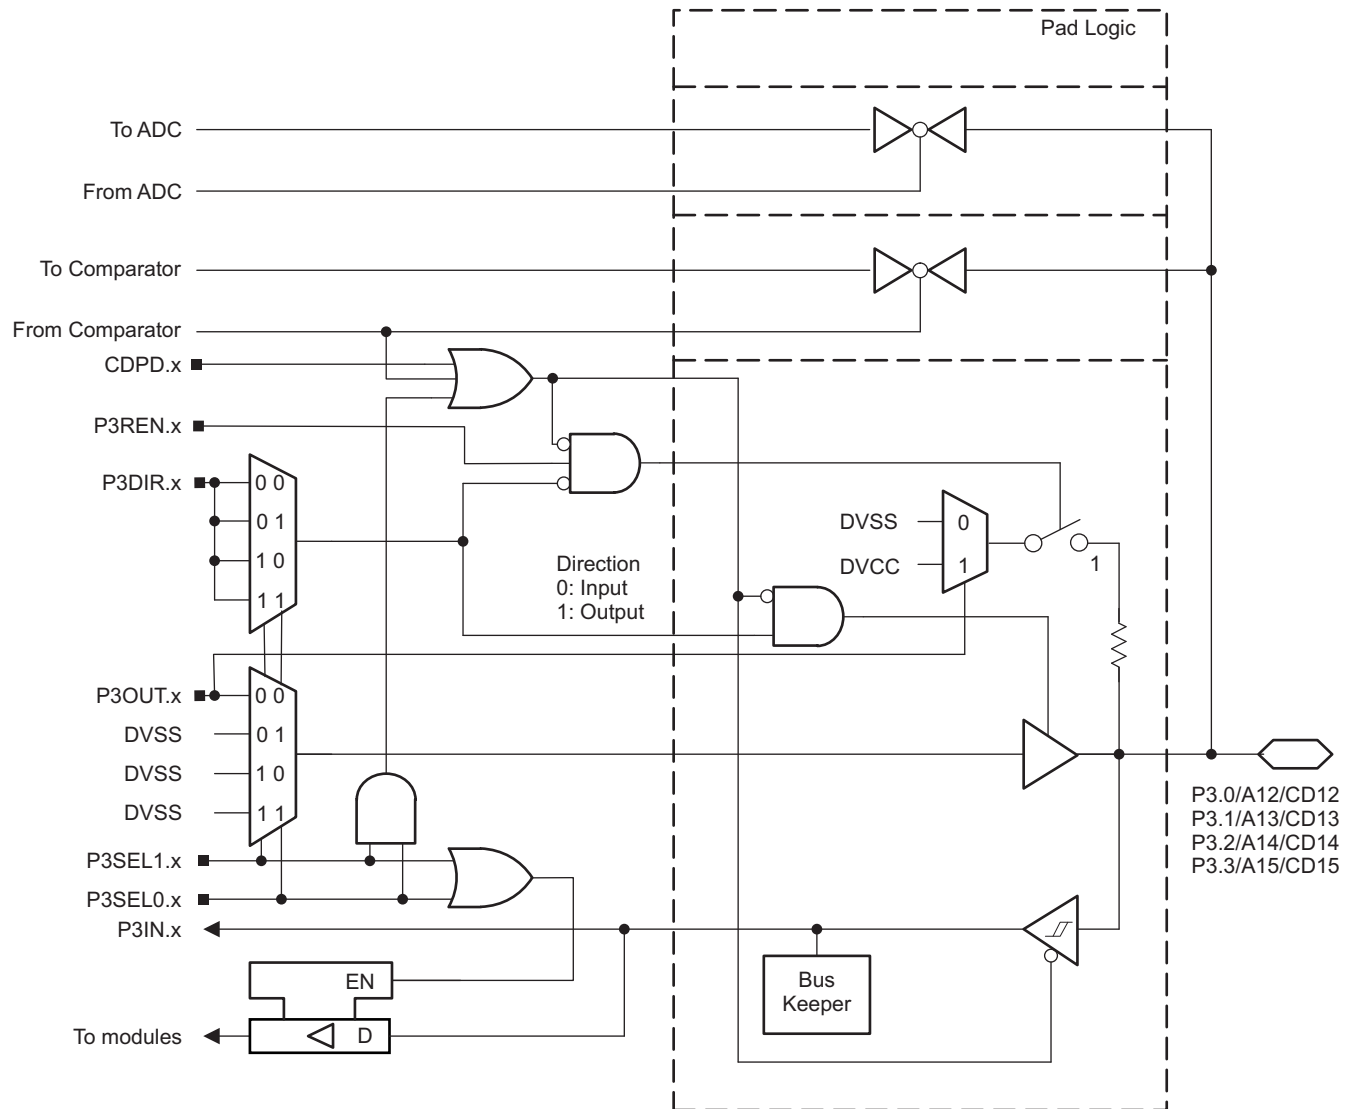 Pad Logic
To ADC
From ADC
To Comparator
From Comparator
CDPD.x
P3REN.x
P3DIR.x
0 0
0 1
1 0
1 1
Direction
0: Input
1: Output
DVSS
0
DVCC
1
1
P3OUT.x
0 0
DVSS
0 1
DVSS
1 0
DVSS
1 1
P3.0/A12/CD12
P3.1/A13/CD13
P3.2/A14/CD14
P3.3/A15/CD15
P3SEL1.x
P3SEL0.x
P3IN.x
Bus
Keeper
EN
To modules
D